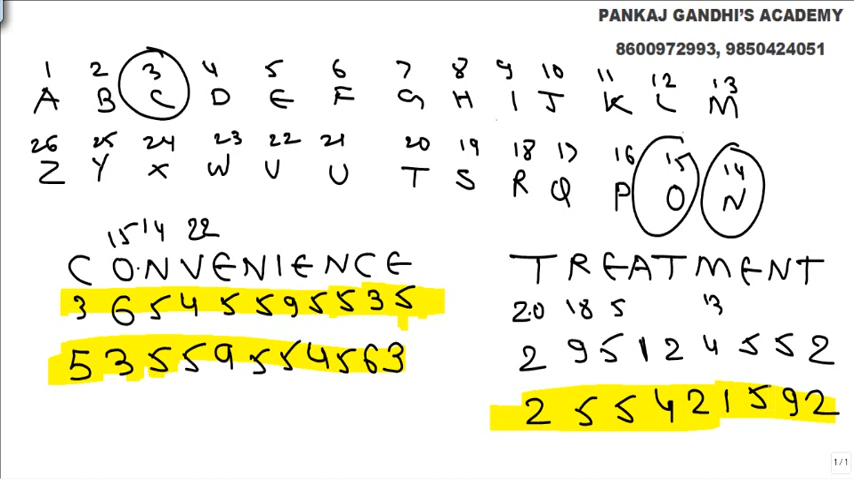 PANKAJ GANDHI'S ACADEMY
8600972993, 9850424051
1 2 3 4 5 6 7 8 9 10 11 12 13
A B C D E F G H I J K L M
26 25 24 23 22 21 20 19 18 17 16 15 14
Z Y X W V U T S R Q P O N
15 14 22
CONVENIENCE
3 6 5 4 5 5 9 5 5 3 5
5 3 5 5 9 5 5 4 5 6 3
TREATMENT
20 18 5 13
2 9 5 1 2 4 5 5 2
2 5 5 4 2 1 5 9 2
1/1